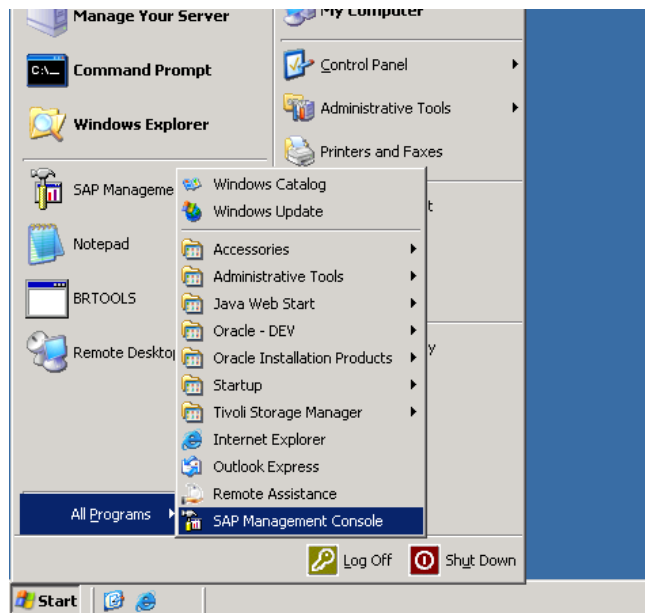 Manage Your Server
My Computer
Command Prompt
Control Panel
Windows Explorer
Administrative Tools
Printers and Faxes
SAP Manageme
Windows Catalog
t
Windows Update
Notepad
Accessories
Administrative Tools
BRTOOLS
Java Web Start
Oracle - DEV
Remote Desktop
Oracle Installation Products
y
Startup
Tivoli Storage Manager
Internet Explorer
Outlook Express
Remote Assistance
All Programs
SAP Management Console
Log Off
Shut Down
Start